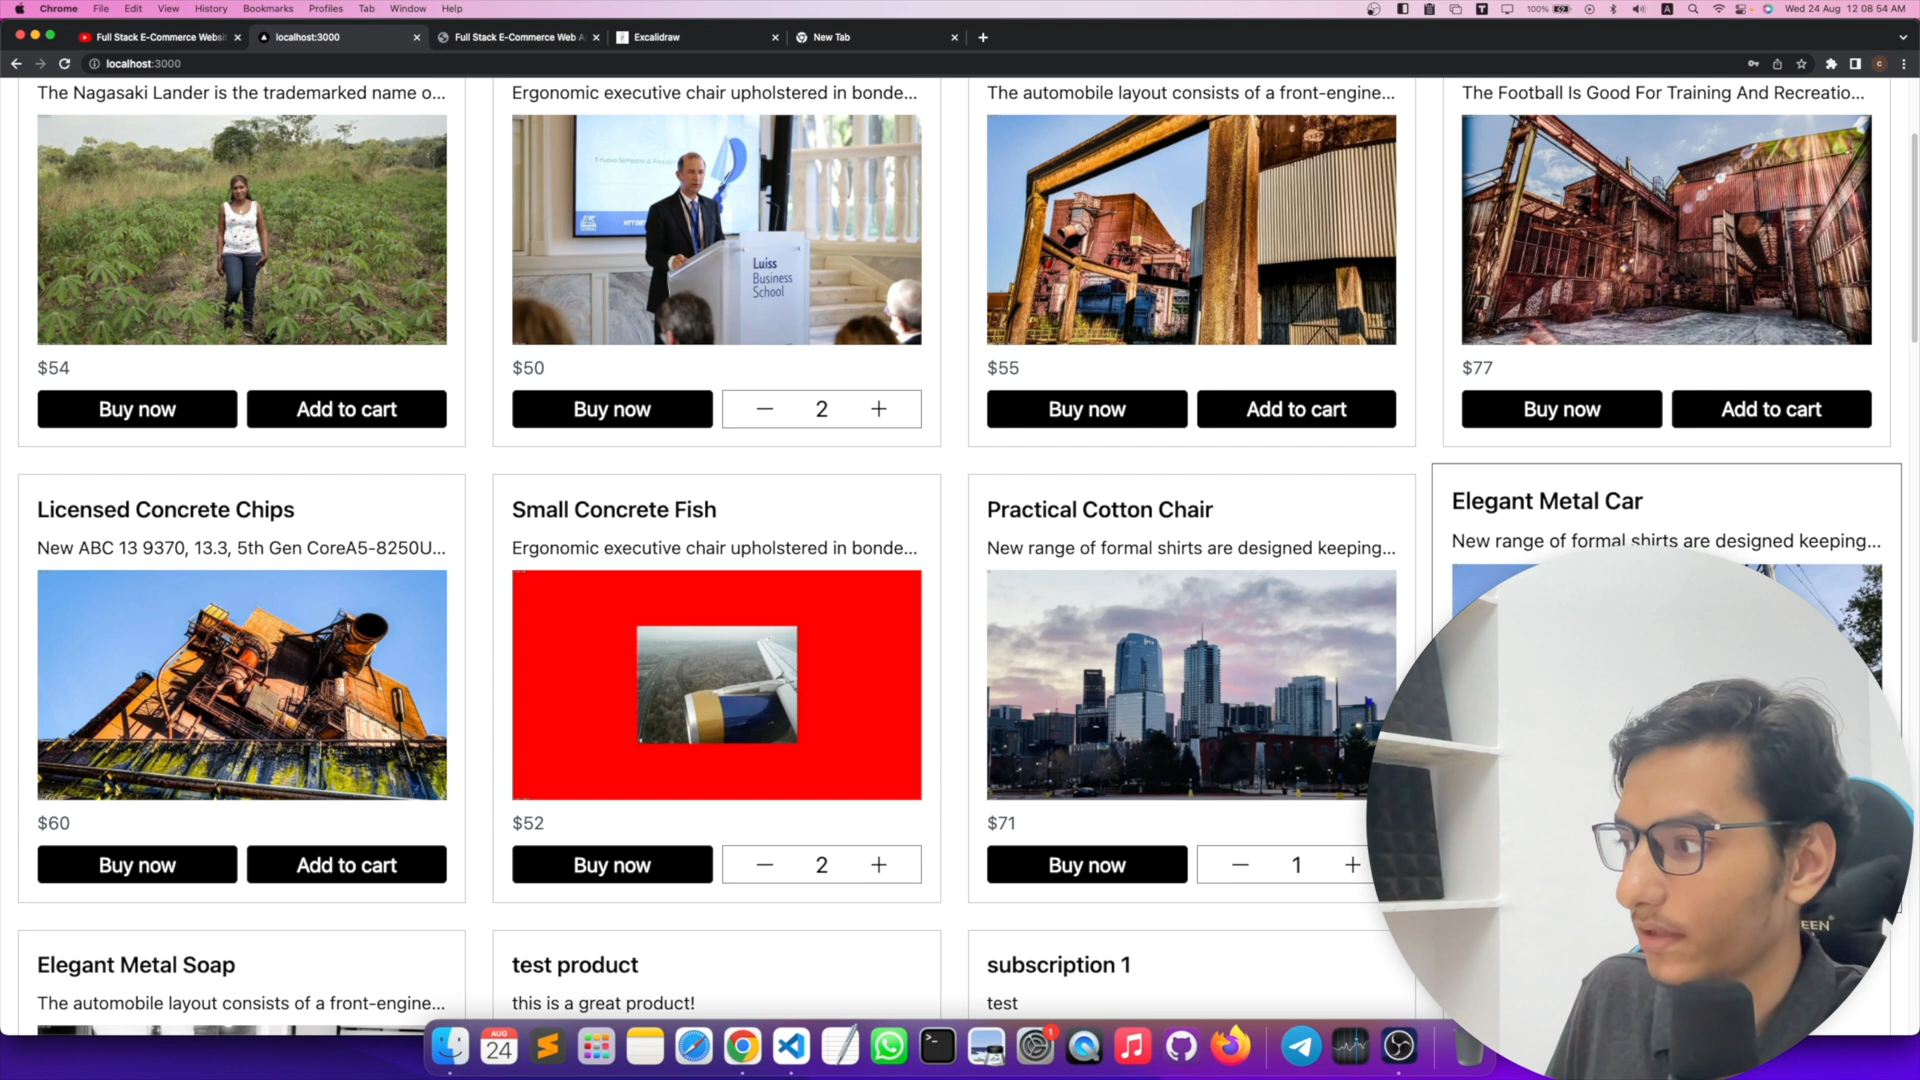 Chrome File Edit View History Bookmarks Profiles Tab Window Help
100% Wed 24 Aug 12 08 54 AM
Full Stack E-Commerce Websit
localhost:3000
Full Stack E-Commerce Web A
Excalidraw
New Tab
localhost:3000
The Nagasaki Lander is the trademarked name o...
Ergonomic executive chair upholstered in bonde...
The automobile layout consists of a front-engine...
The Football Is Good For Training And Recreatio...
Luiss
Business
School
$54
$50
$55
$77
Buy now Add to cart
Buy now — 2 +
Buy now Add to cart
Buy now Add to cart
Licensed Concrete Chips
Small Concrete Fish
Practical Cotton Chair
Elegant Metal Car
New ABC 13 9370, 13.3, 5th Gen CoreA5-8250U...
Ergonomic executive chair upholstered in bonde...
New range of formal shirts are designed keeping...
New range of formal shirts are designed keeping...
$60
$52
$71
Buy now Add to cart
Buy now — 2 +
Buy now — 1 +
EEN
Elegant Metal Soap
test product
subscription 1
The automobile layout consists of a front-engine...
this is a great product!
test
AUG
24
1